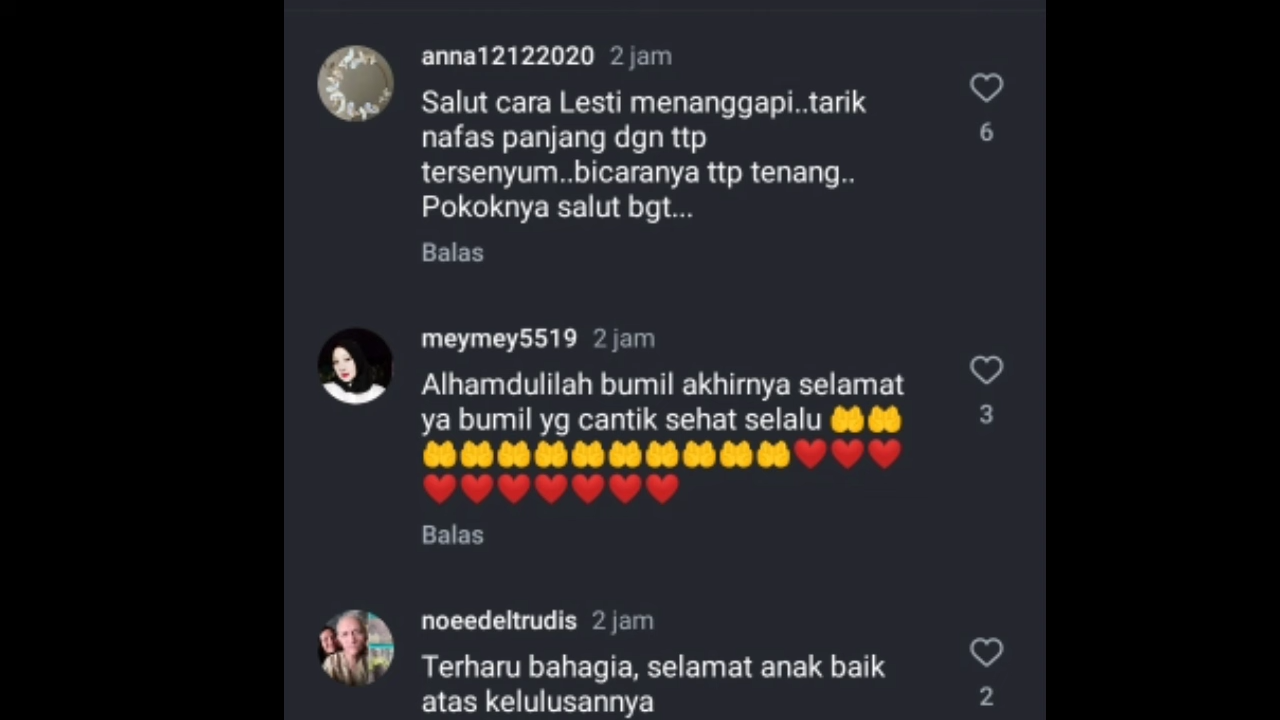 anna12122020 2 jam
Salut cara Lesti menanggapi..tarik
6
nafas panjang dgn ttp
tersenyum..bicaranya ttp tenang..
Pokoknya salut bgt...
Balas
meymey5519 2 jam
Alhamdulilah bumil akhirnya selamat
3
ya bumil yg cantik sehat selalu 🤲🤲
🤲🤲🤲🤲🤲🤲🤲🤲🤲🤲❤️❤️❤️
❤️❤️❤️❤️❤️❤️❤️
Balas
noeedeltrudis 2 jam
Terharu bahagia, selamat anak baik
2
atas kelulusannya